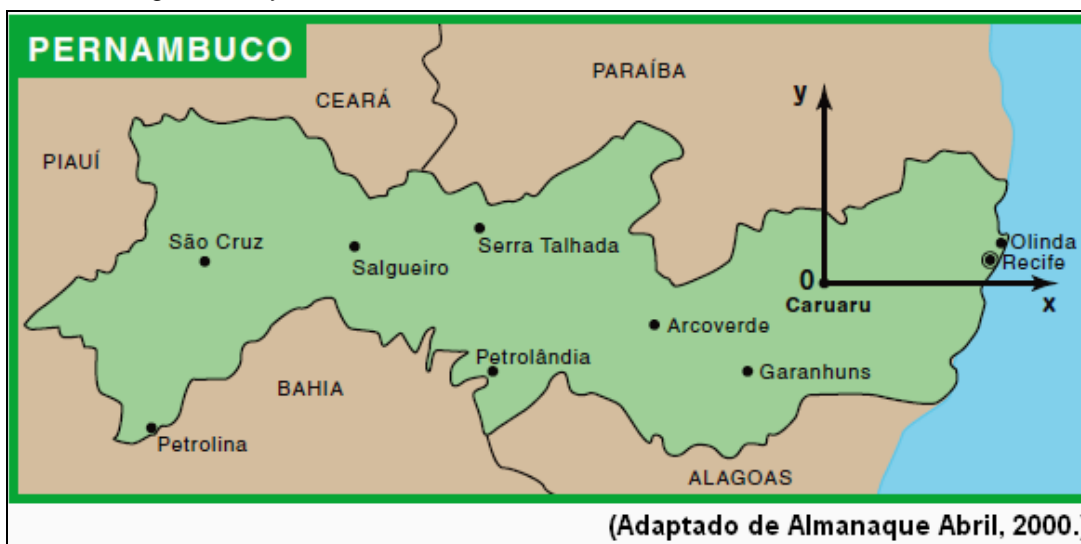 PERNAMBUCO
PARAÍBA
CEARÁ
y
PIAUÍ
São Cruz
Serra Talhada
Olinda
Salgueiro
Recife
0
Caruaru
x
Arcoverde
Petrolândia
Garanhuns
BAHIA
Petrolina
ALAGOAS
(Adaptado de Almanaque Abril, 2000.)